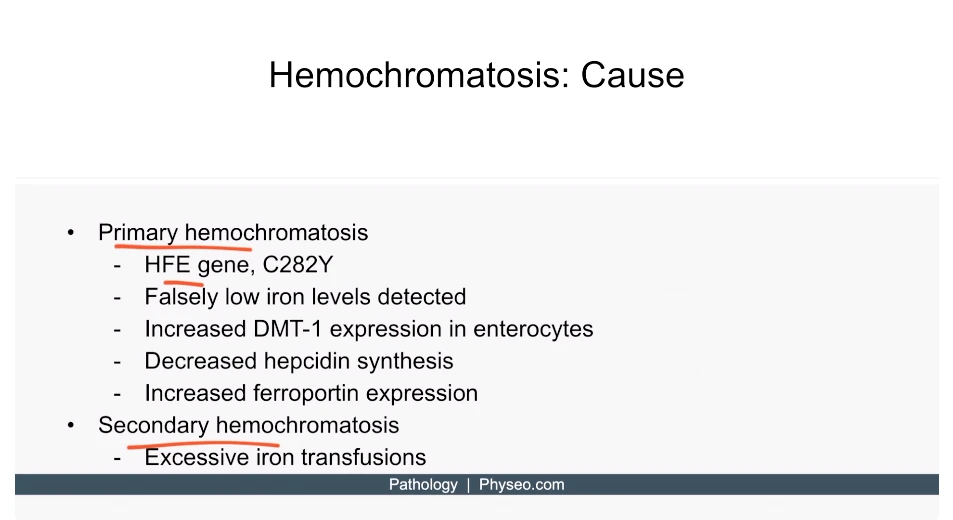 Hemochromatosis: Cause
• Primary hemochromatosis
- HFE gene, C282Y
- Falsely low iron levels detected
- Increased DMT-1 expression in enterocytes
- Decreased hepcidin synthesis
- Increased ferroportin expression
• Secondary hemochromatosis
- Excessive iron transfusions
Pathology | Physeo.com